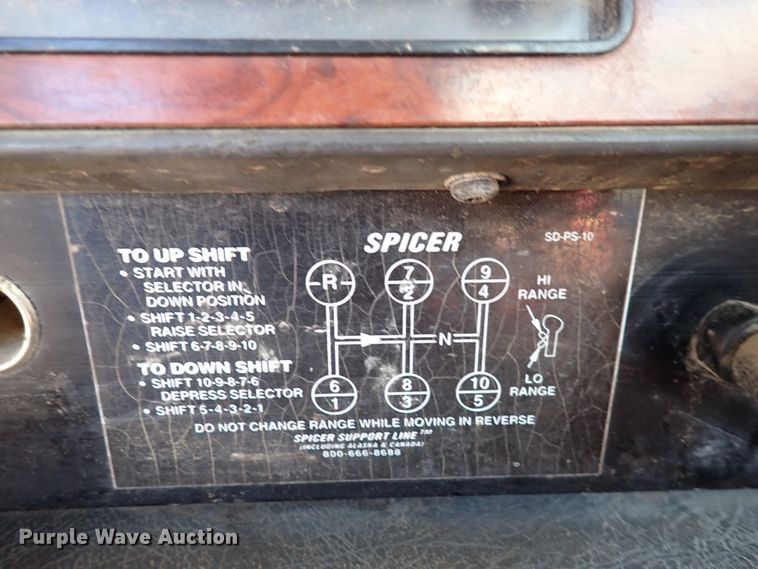 SPICER
SD-PS-10
TO UP SHIFT
• START WITH
SELECTOR IN
DOWN POSITION
• SHIFT 1-2-3-4-5
RAISE SELECTOR
• SHIFT 6-7-8-9-10
TO DOWN SHIFT
• SHIFT 10-9-8-7-6
DEPRESS SELECTOR
• SHIFT 5-4-3-2-1
R
7
2
9
4
N
6
1
8
3
10
5
HI
RANGE
LO
RANGE
DO NOT CHANGE RANGE WHILE MOVING IN REVERSE
SPICER SUPPORT LINE™
(INCLUDING ALASKA & CANADA)
800-666-8688
Purple Wave Auction